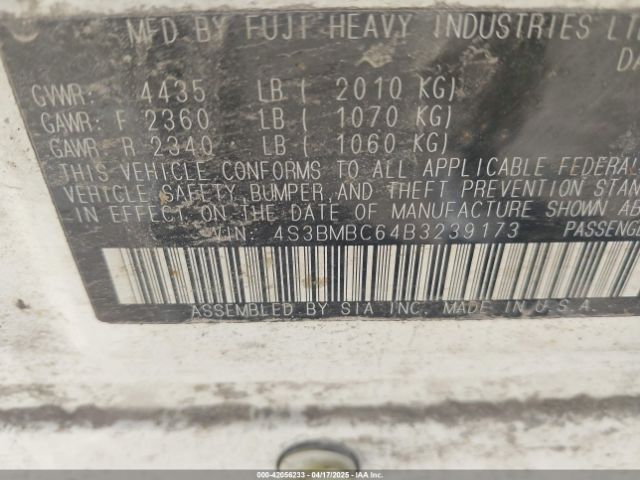 MFD BY FUJI HEAVY INDUSTRIES
GVWR: 4435 LB ( 2010 KG)
GAWR: F 2360 LB ( 1070 KG)
GAWR: R 2340 LB ( 1060 KG)
THIS VEHICLE CONFORMS TO ALL APPLICABLE FEDERAL
VEHICLE SAFETY, BUMPER, AND THEFT PREVENTION STAN
IN EFFECT ON THE DATE OF MANUFACTURE SHOWN AB
VIN: 4S3BMBC64B3239173 PASSENGE
ASSEMBLED BY SIA INC. MADE IN U.S.A.
000-42056233 - 04/17/2025 - IAA Inc.